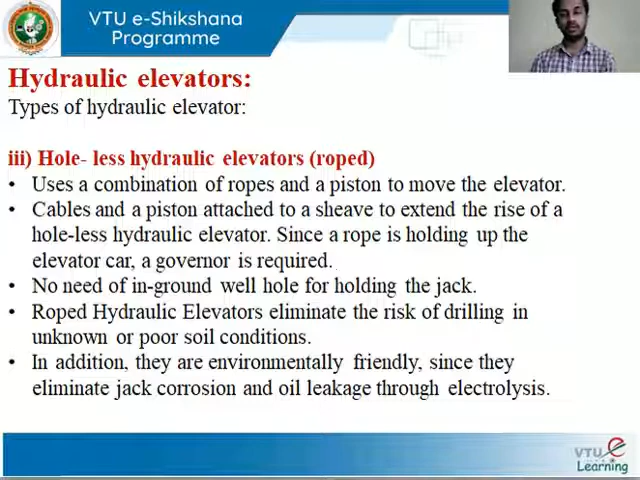 VTU e-Shikshana
Programme
Hydraulic elevators:
Types of hydraulic elevator:
iii) Hole- less hydraulic elevators (roped)
• Uses a combination of ropes and a piston to move the elevator.
• Cables and a piston attached to a sheave to extend the rise of a
hole-less hydraulic elevator. Since a rope is holding up the
elevator car, a governor is required.
• No need of in-ground well hole for holding the jack.
• Roped Hydraulic Elevators eliminate the risk of drilling in
unknown or poor soil conditions.
• In addition, they are environmentally friendly, since they
eliminate jack corrosion and oil leakage through electrolysis.
VTU e
Learning